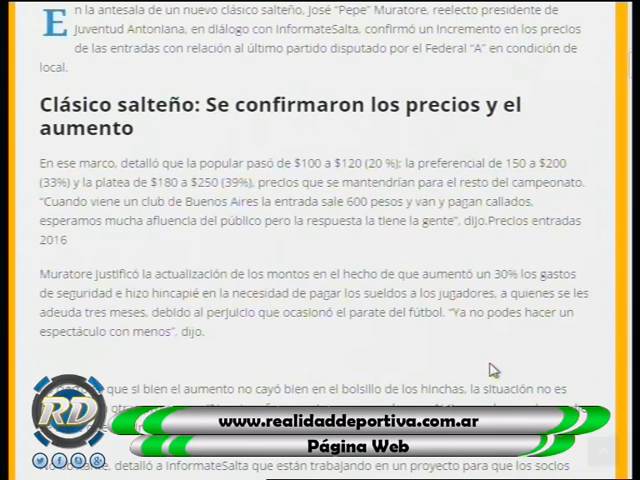 En la antesala de un nuevo clásico salteño, José “Pepe” Muratore, reelecto presidente de
Juventud Antoniana, en diálogo con InformateSalta, confirmó un incremento en los precios
de las entradas con relación al último partido disputado por el Federal “A” en condición de
local.
Clásico salteño: Se confirmaron los precios y el
aumento
En ese marco, detalló que la popular pasó de $100 a $120 (20 %); la preferencial de 150 a $200
(33%) y la platea de $180 a $250 (39%), precios que se mantendrían para el resto del campeonato.
“Cuando viene un club de Buenos Aires la entrada sale 600 pesos y van y pagan callados,
esperamos mucha afluencia del público pero la respuesta la tiene la gente”, dijo.Precios entradas
2016
Muratore justificó la actualización de los montos en el hecho de que aumentó un 30% los gastos
de seguridad e hizo hincapié en la necesidad de pagar los sueldos a los jugadores, a quienes se les
adeuda tres meses, debido al perjuicio que ocasionó el parate del fútbol. “Ya no podes hacer un
espectáculo con menos”, dijo.
que si bien el aumento no cayó bien en el bolsillo de los hinchas, la situación no es
RD
www.realidaddeportiva.com.ar
Página Web
detalló a InformateSalta que están trabajando en un proyecto para que los socios